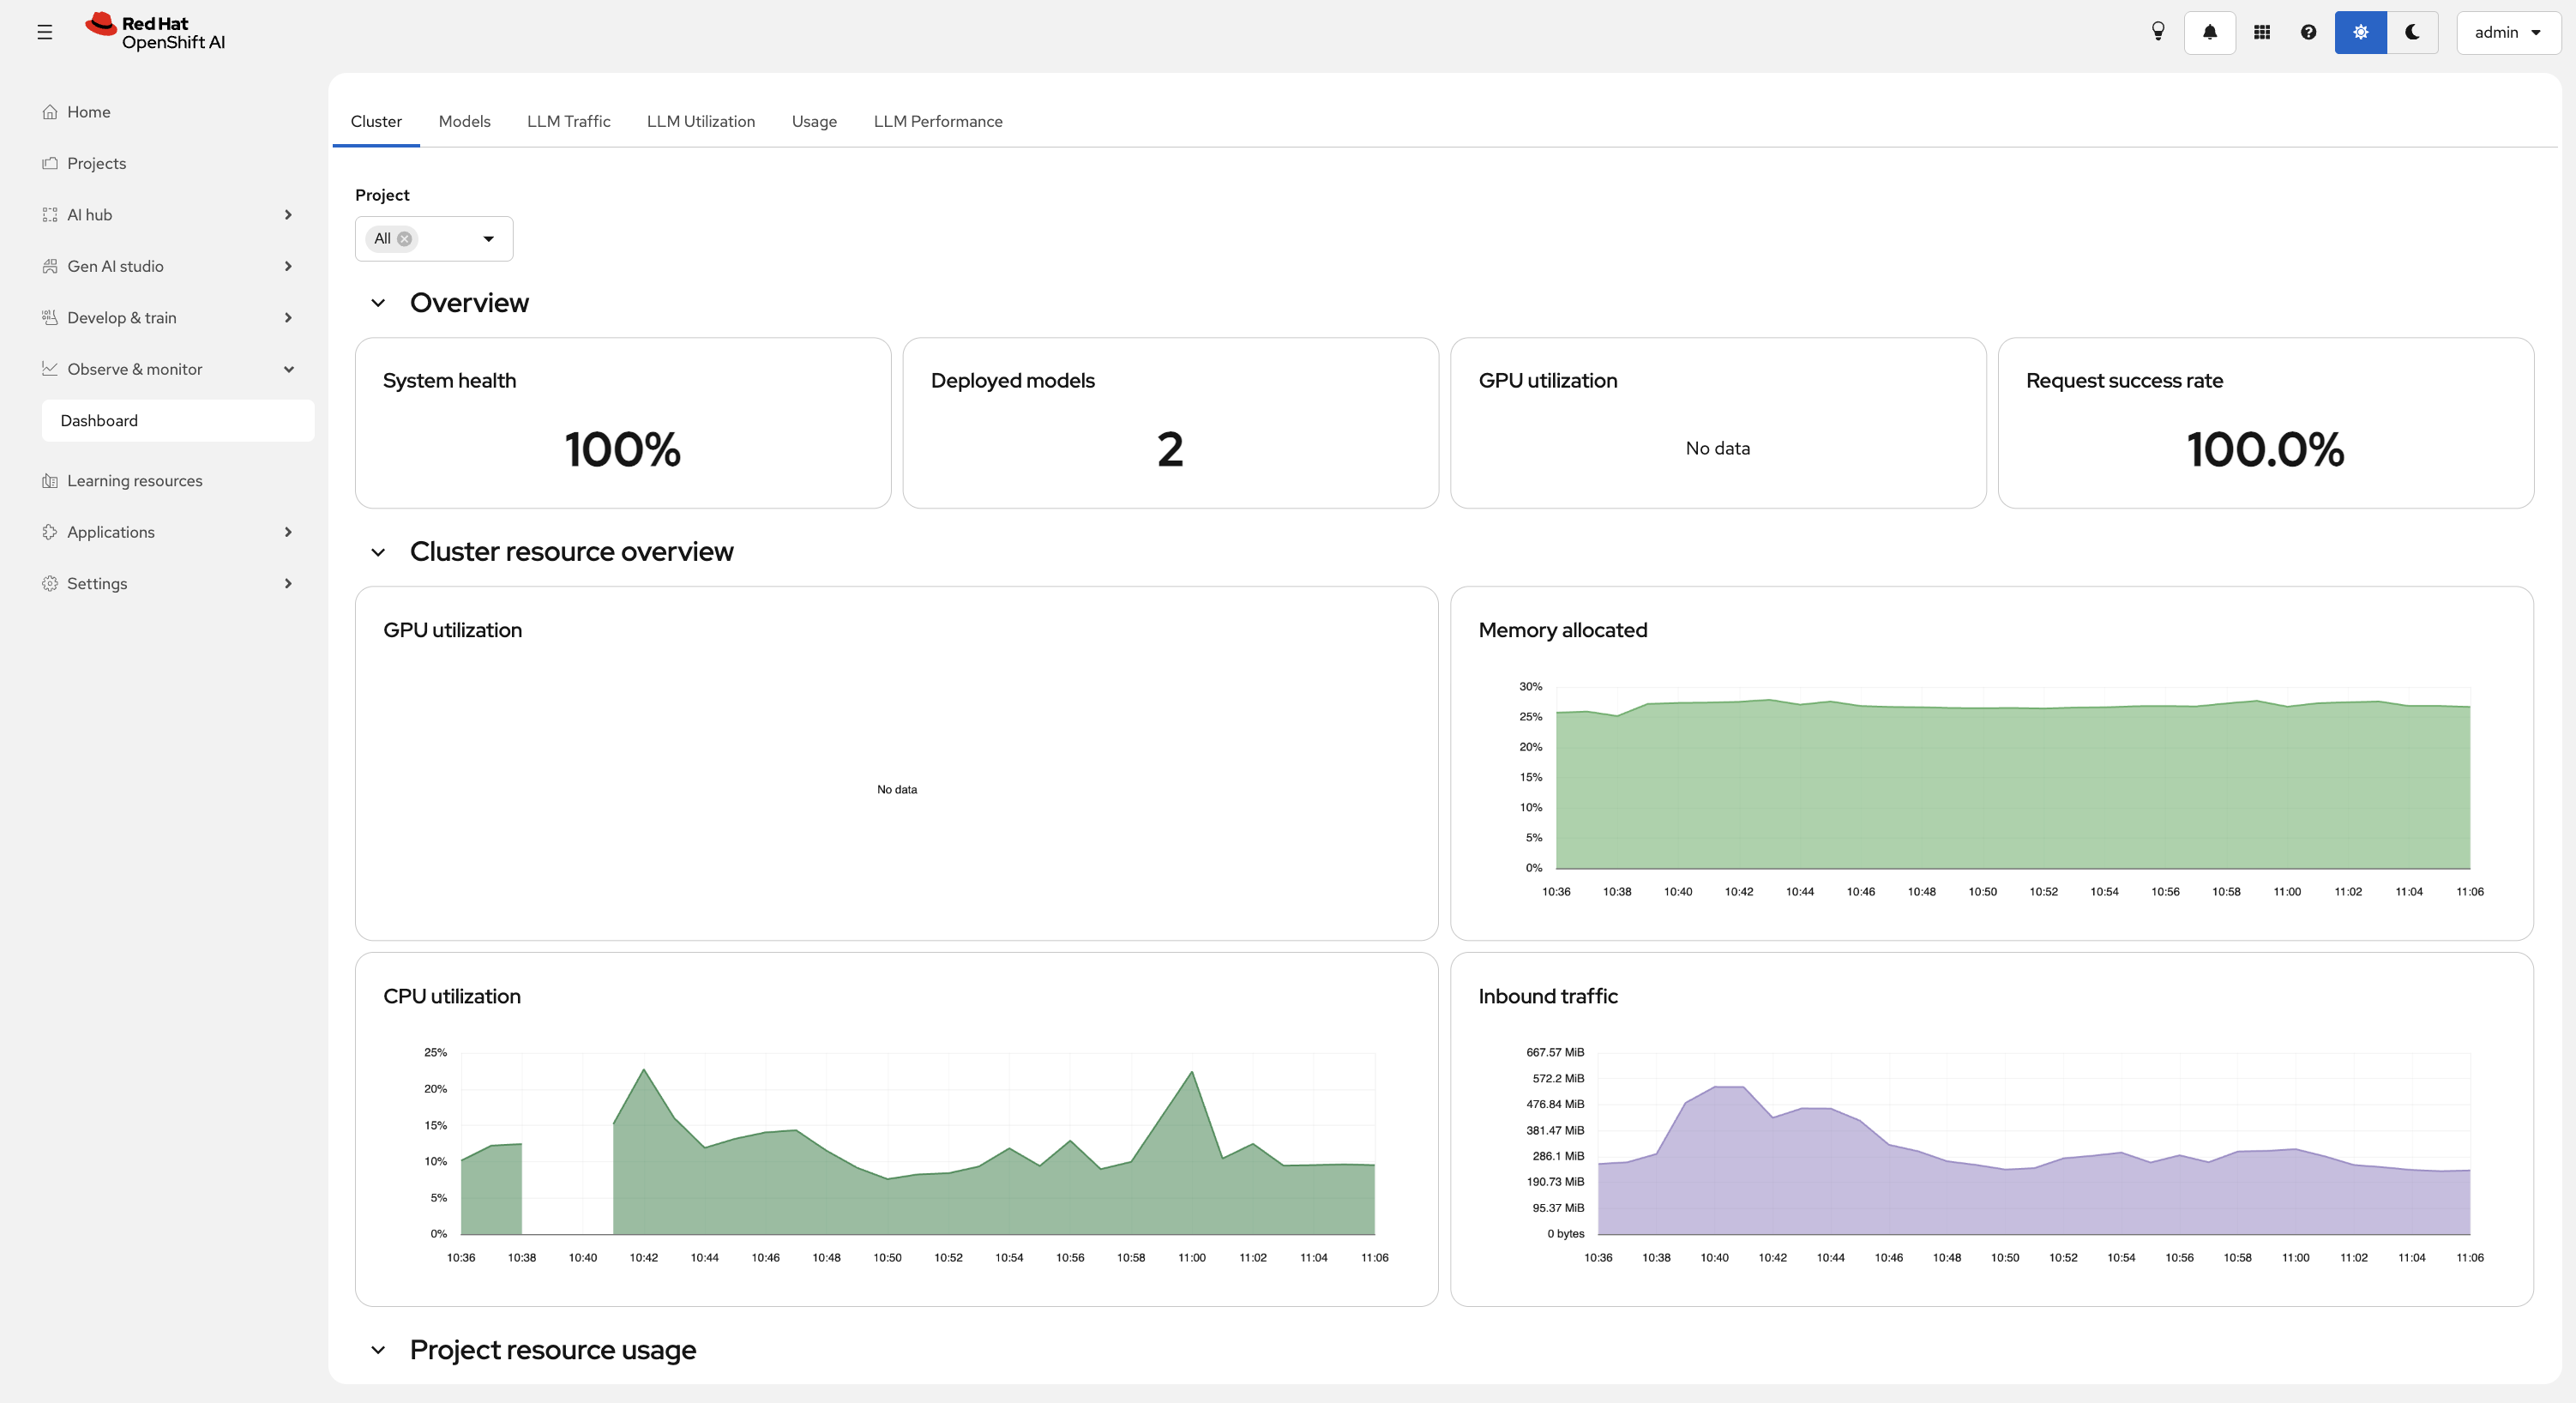 Red Hat
OpenShift AI
admin
Home
Projects
AI hub
Gen AI studio
Develop & train
Observe & monitor
Dashboard
Learning resources
Applications
Settings
Cluster Models LLM Traffic LLM Utilization Usage LLM Performance
Project
All
Overview
System health
100%
Deployed models
2
GPU utilization
No data
Request success rate
100.0%
Cluster resource overview
GPU utilization
No data
Memory allocated
30%
25%
20%
15%
10%
5%
0%
10:36 10:38 10:40 10:42 10:44 10:46 10:48 10:50 10:52 10:54 10:56 10:58 11:00 11:02 11:04 11:06
CPU utilization
25%
20%
15%
10%
5%
0%
10:36 10:38 10:40 10:42 10:44 10:46 10:48 10:50 10:52 10:54 10:56 10:58 11:00 11:02 11:04 11:06
Inbound traffic
667.57 MiB
572.2 MiB
476.84 MiB
381.47 MiB
286.1 MiB
190.73 MiB
95.37 MiB
0 bytes
10:36 10:38 10:40 10:42 10:44 10:46 10:48 10:50 10:52 10:54 10:56 10:58 11:00 11:02 11:04 11:06
Project resource usage